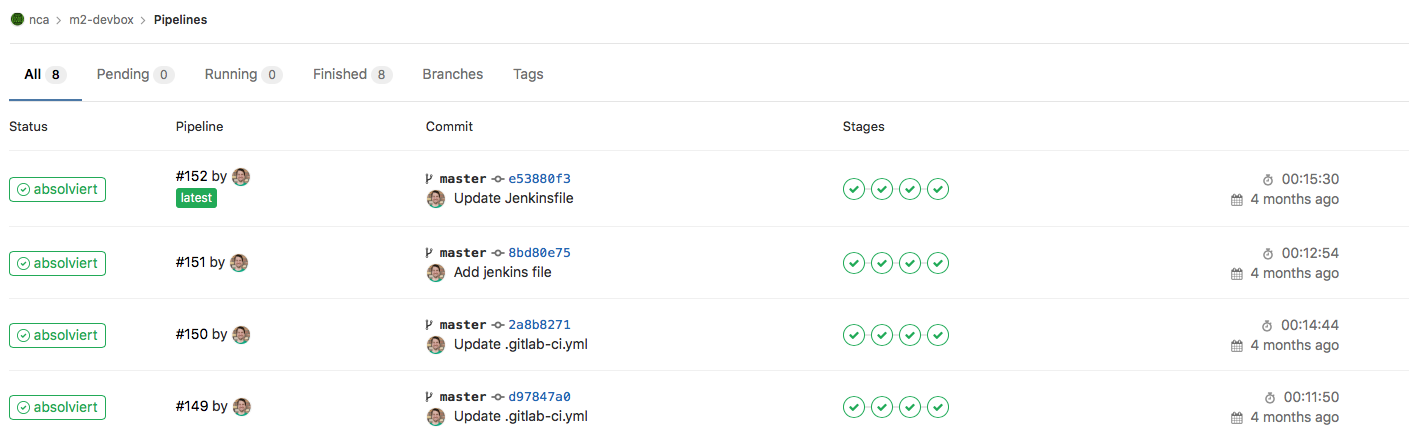 nca > m2-devbox > Pipelines
All 8 Pending 0 Running 0 Finished 8 Branches Tags
Status Pipeline Commit Stages
absolviert #152 by latest master e53880f3 Update Jenkinsfile 00:15:30 4 months ago
absolviert #151 by master 8bd80e75 Add jenkins file 00:12:54 4 months ago
absolviert #150 by master 2a8b8271 Update .gitlab-ci.yml 00:14:44 4 months ago
absolviert #149 by master d97847a0 Update .gitlab-ci.yml 00:11:50 4 months ago